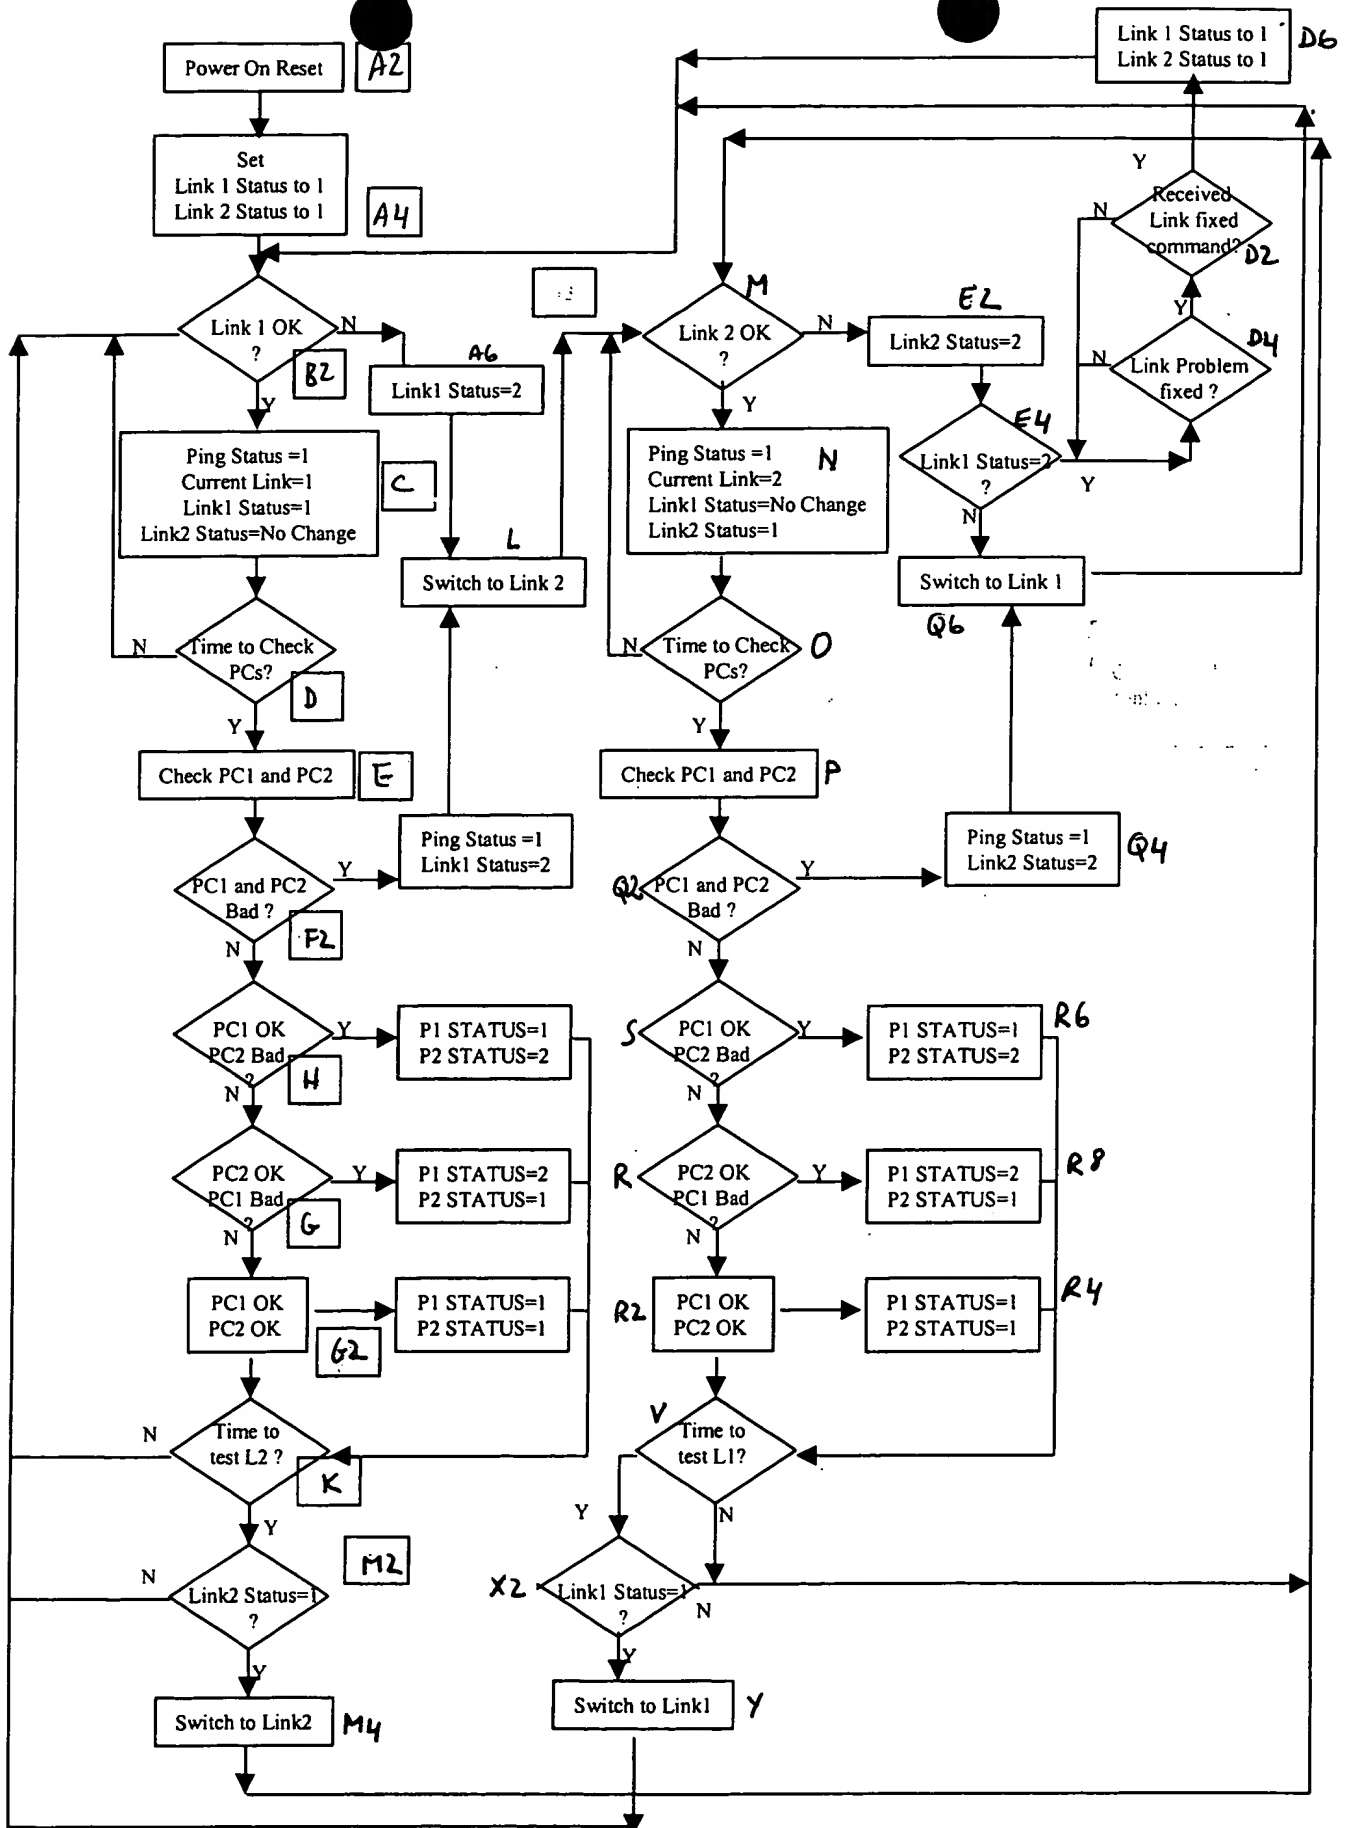 Power On Reset
A2
Set
Link 1 Status to 1
Link 2 Status to 1
A4
Link 1 OK
?
B2
N
Y
A6
Link1 Status=2
Ping Status =1
Current Link=1
Link1 Status=1
Link2 Status=No Change
C
L
Switch to Link 2
Time to Check
PCs?
D
N
Y
Check PC1 and PC2
E
Ping Status =1
Link1 Status=2
PC1 and PC2
Bad ?
F2
Y
N
PC1 OK
PC2 Bad
?
H
Y
N
P1 STATUS=1
P2 STATUS=2
PC2 OK
PC1 Bad
?
G
Y
N
P1 STATUS=2
P2 STATUS=1
PC1 OK
PC2 OK
G2
P1 STATUS=1
P2 STATUS=1
Time to
test L2 ?
K
N
Y
Link2 Status=1
?
M2
N
Y
Switch to Link2
M4
Link 1 Status to 1
Link 2 Status to 1
D6
Y
Received
Link fixed
command?
D2
N
Y
Link Problem
fixed ?
D4
N
M
Link 2 OK
?
N
Y
E2
Link2 Status=2
E4
Link1 Status=2
?
Y
N
Ping Status =1
Current Link=2
Link1 Status=No Change
Link2 Status=1
N
Switch to Link 1
Q6
Time to Check
PCs?
O
N
Y
Check PC1 and PC2
P
Ping Status =1
Link2 Status=2
Q4
Q2
PC1 and PC2
Bad ?
Y
N
S
PC1 OK
PC2 Bad
?
Y
N
P1 STATUS=1
P2 STATUS=2
R6
R
PC2 OK
PC1 Bad
?
Y
N
P1 STATUS=2
P2 STATUS=1
R8
R2
PC1 OK
PC2 OK
P1 STATUS=1
P2 STATUS=1
R4
V
Time to
test L1?
Y
N
X2
Link1 Status=1
?
N
Y
Switch to Link1
Y